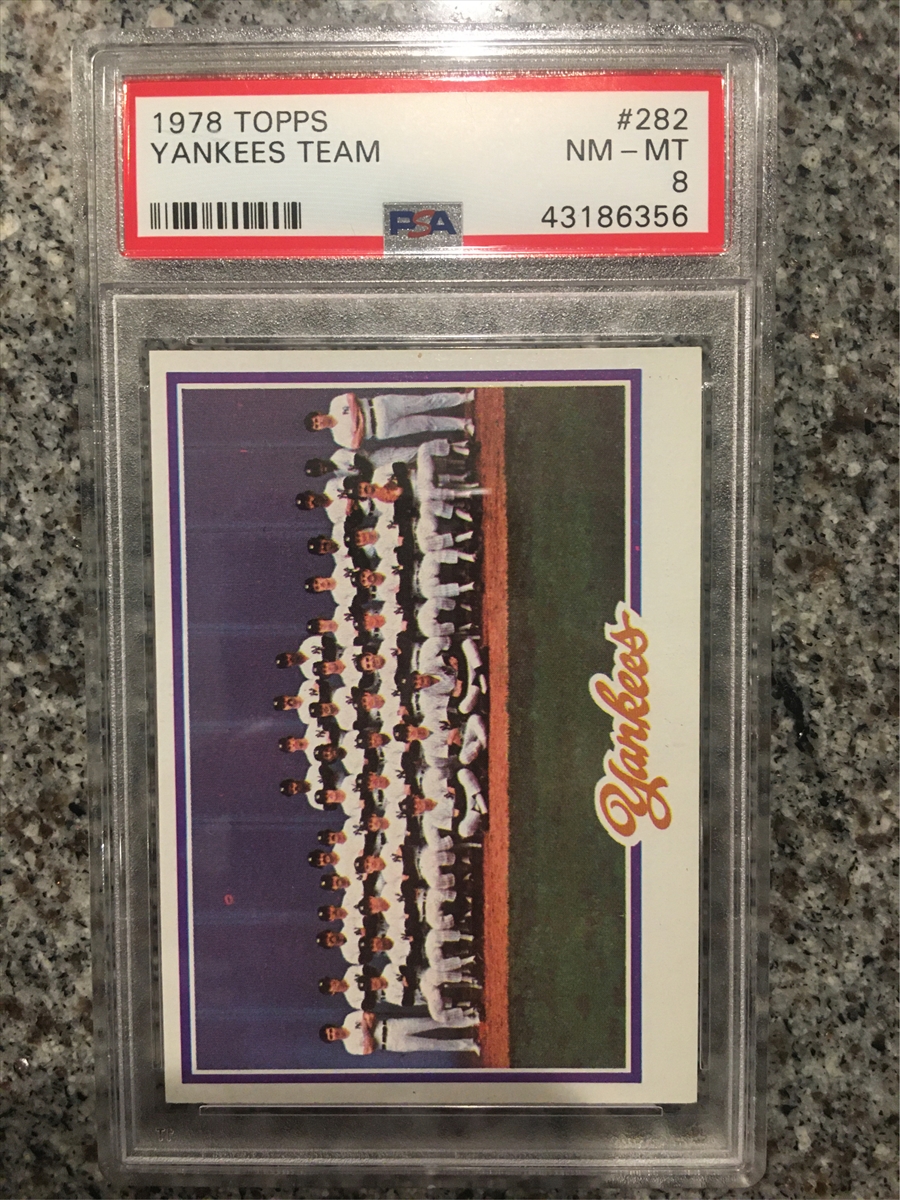 1978 TOPPS
#282
YANKEES TEAM
NM – MT
8
PSA
43186356
Yankees